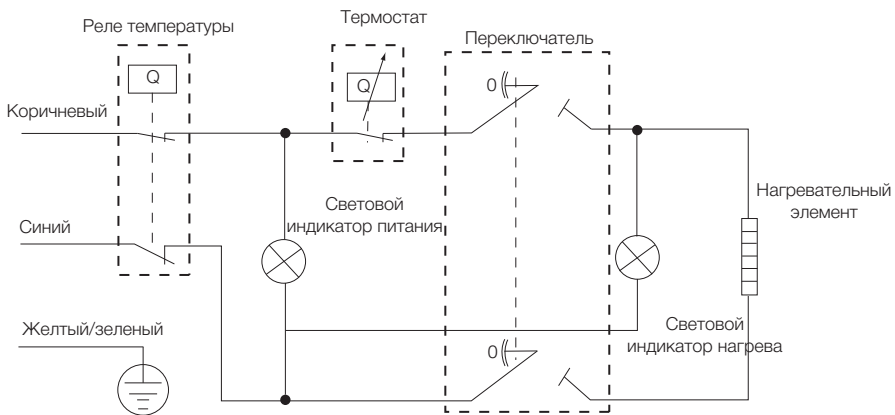 Реле температуры
Термостат
Переключатель
Q
Q
0
Коричневый
Световой
индикатор питания
Нагревательный
элемент
Синий
Желтый/зеленый
0
Световой
индикатор нагрева